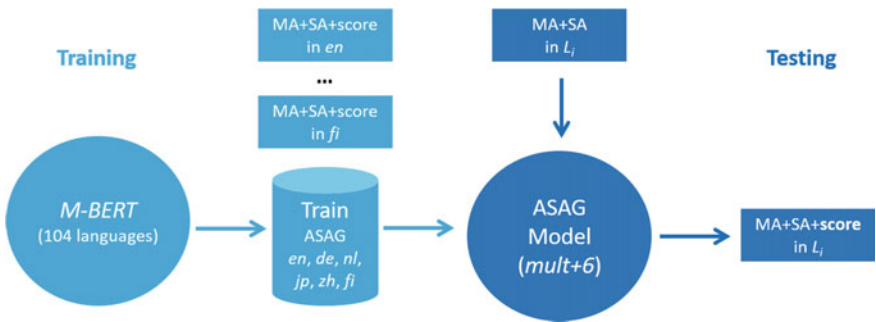 Training
MA+SA+score
in en
...
MA+SA+score
in fi
M-BERT
(104 languages)
Train
ASAG
en, de, nl,
jp, zh, fi
MA+SA
in Li
ASAG
Model
(mult+6)
Testing
MA+SA+score
in Li